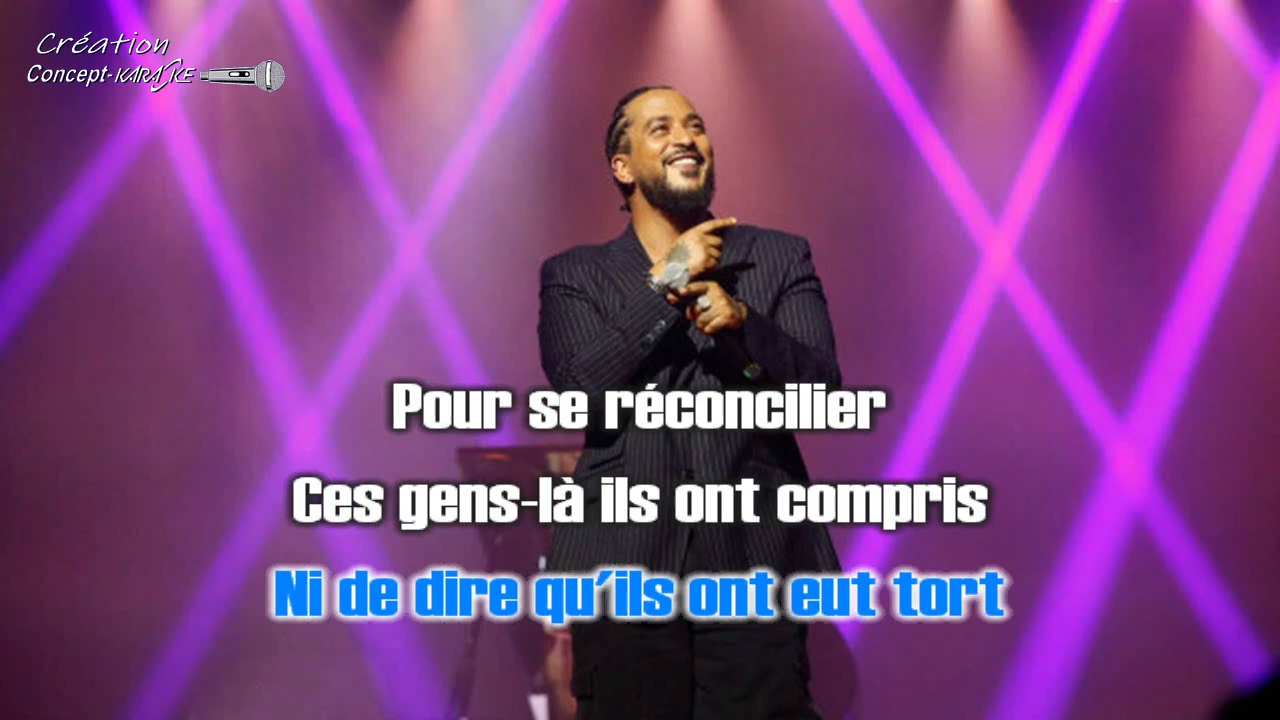 Création
Concept-KARAOKE
Pour se réconcilier
Ces gens-là ils ont compris
Ni de dire qu'ils ont eut tort